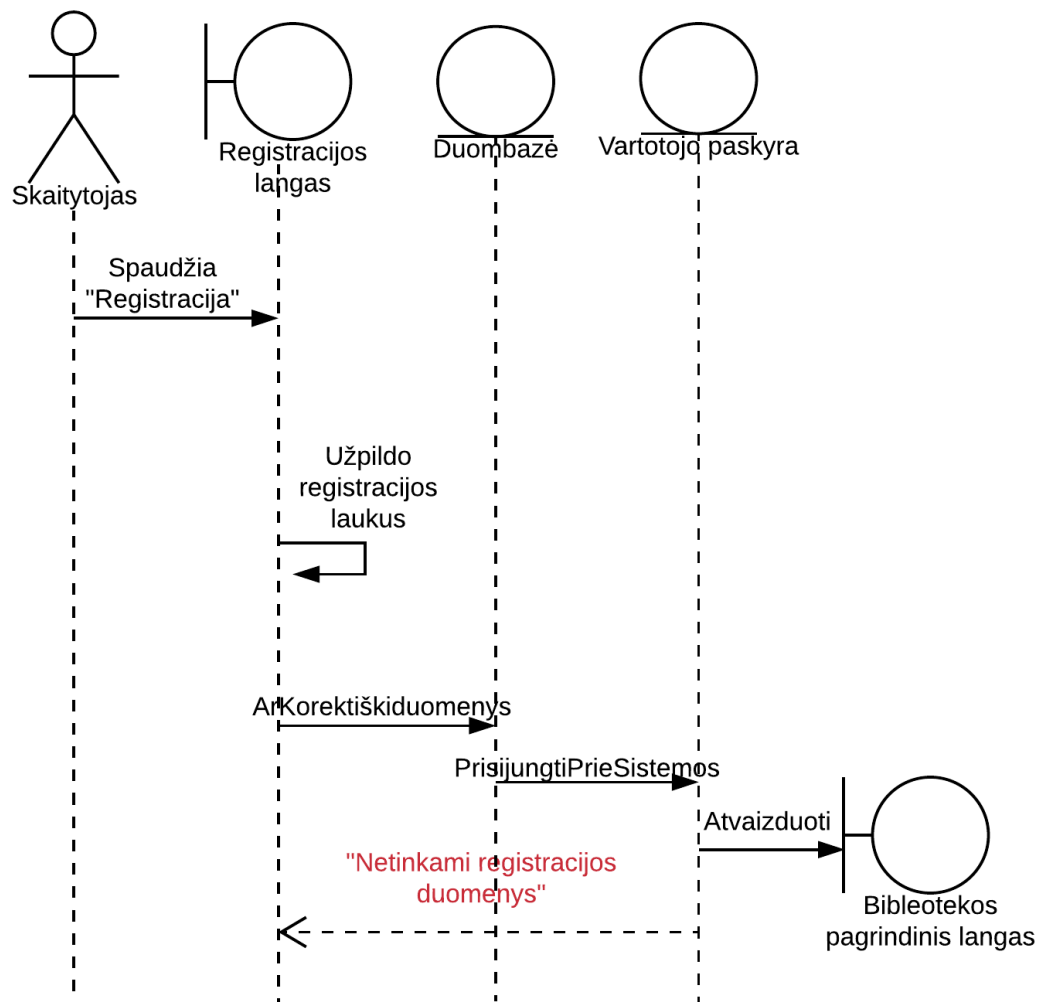 Skaitytojas
Registracijos
langas
Duombazė
Vartotojo paskyra
Spaudžia
"Registracija"
Užpildo
registracijos
laukus
ArKorektiškiduomenys
PrisijungtiPrieSistemos
Atvaizduoti
"Netinkami registracijos
duomenys"
Bibleotekos
pagrindinis langas